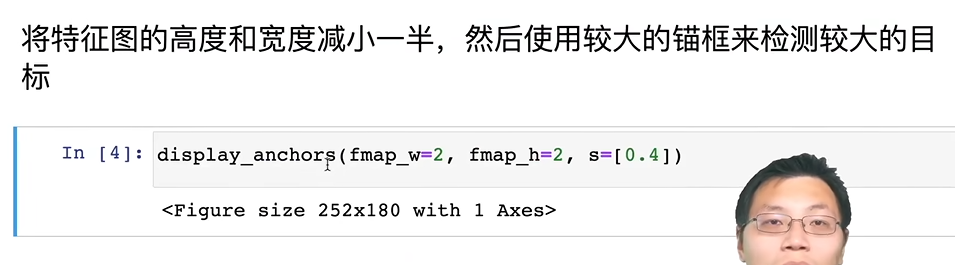 将特征图的高度和宽度减小一半，然后使用较大的锚框来检测较大的目
标
In [4]: display_anchors(fmap_w=2, fmap_h=2, s=[0.4])
<Figure size 252x180 with 1 Axes>